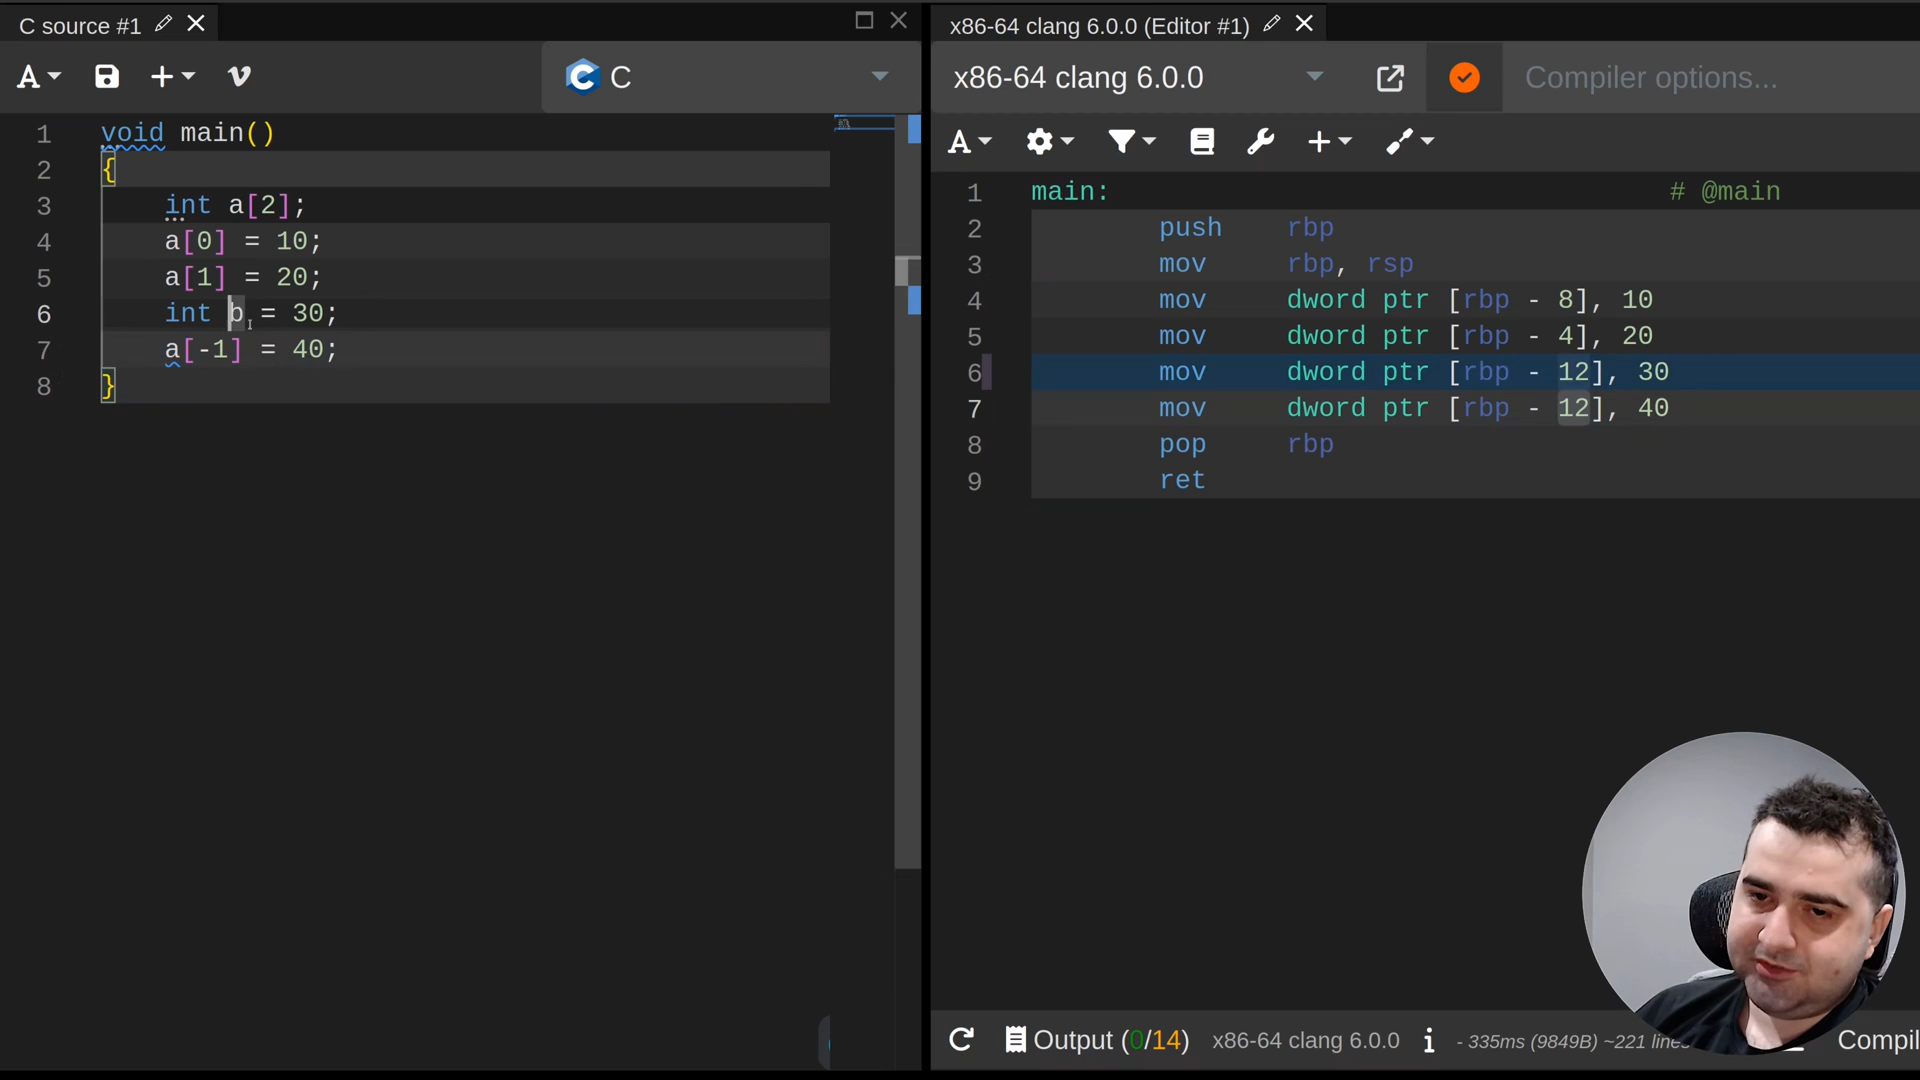 C source #1
A
+
C
1 void main()
2 {
3 int a[2];
4 a[0] = 10;
5 a[1] = 20;
6 int b = 30;
7 a[-1] = 40;
8 }
x86-64 clang 6.0.0 (Editor #1)
x86-64 clang 6.0.0
Compiler options...
A
+
1 main: # @main
2 push rbp
3 mov rbp, rsp
4 mov dword ptr [rbp - 8], 10
5 mov dword ptr [rbp - 4], 20
6 mov dword ptr [rbp - 12], 30
7 mov dword ptr [rbp - 12], 40
8 pop rbp
9 ret
Output (0/14) x86-64 clang 6.0.0 i - 335ms (9849B) ~221 lines Compil